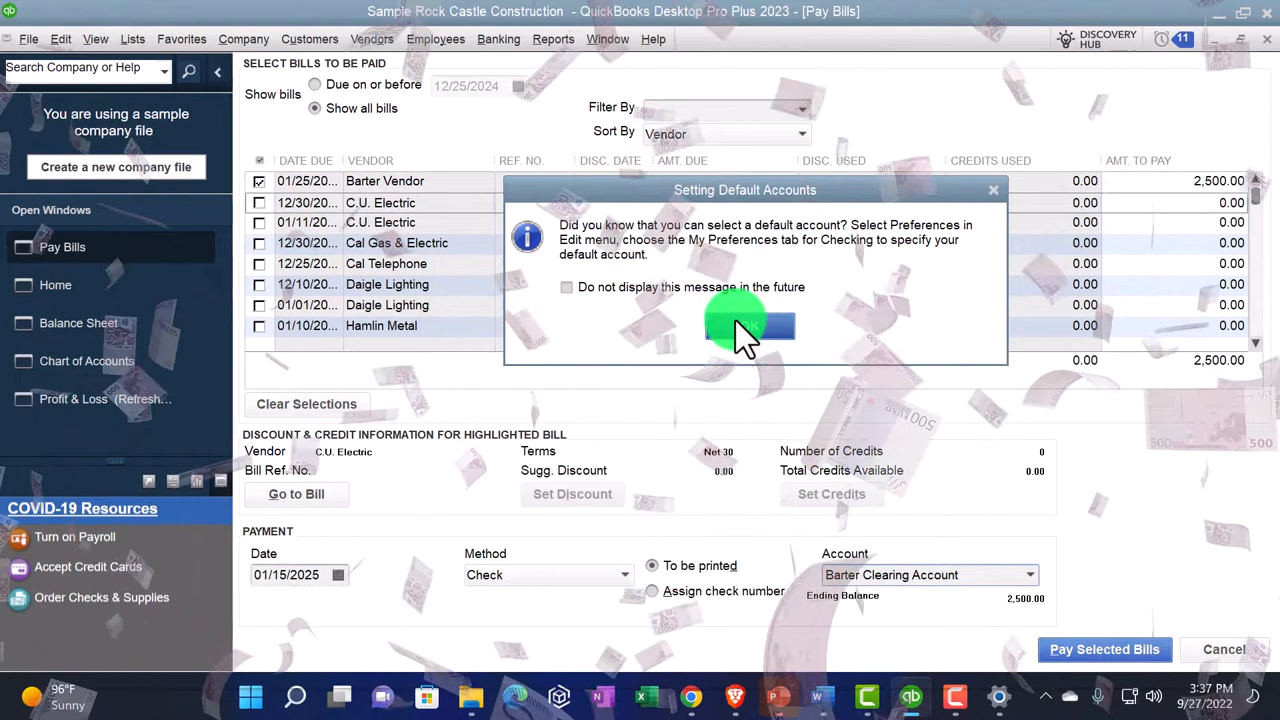 Sample Rock Castle Construction - QuickBooks Desktop Pro Plus 2023 - [Pay Bills]
File Edit View Lists Favorites Company Customers Vendors Employees Banking Reports Window Help
DISCOVERY HUB
11
Search Company or Help
You are using a sample company file
Create a new company file
Open Windows
Pay Bills
Home
Balance Sheet
Chart of Accounts
Profit & Loss (Refresh...
COVID-19 Resources
Turn on Payroll
Accept Credit Cards
Order Checks & Supplies
SELECT BILLS TO BE PAID
Show bills
Due on or before 12/25/2024
Show all bills
Filter By
Sort By Vendor
DATE DUE VENDOR REF. NO. DISC. DATE AMT. DUE DISC. USED CREDITS USED AMT. TO PAY
01/25/20... Barter Vendor 0.00 2,500.00
12/30/20... C.U. Electric 0.00 0.00
01/11/20... C.U. Electric 0.00 0.00
12/30/20... Cal Gas & Electric 0.00 0.00
12/25/20... Cal Telephone 0.00 0.00
12/10/20... Daigle Lighting 0.00 0.00
01/01/20... Daigle Lighting 0.00 0.00
01/10/20... Hamlin Metal 0.00 0.00
0.00 2,500.00
Setting Default Accounts
Did you know that you can select a default account? Select Preferences in
Edit menu, choose the My Preferences tab for Checking to specify your
default account.
Do not display this message in the future
OK
Clear Selections
DISCOUNT & CREDIT INFORMATION FOR HIGHLIGHTED BILL
Vendor C.U. Electric Terms Net 30 Number of Credits 0
Bill Ref. No. Sugg. Discount 0.00 Total Credits Available 0.00
Go to Bill Set Discount Set Credits
PAYMENT
Date Method Account
To be printed
01/15/2025 Check Barter Clearing Account
Assign check number
Ending Balance 2,500.00
Pay Selected Bills Cancel
500 500
96°F
Sunny
3:37 PM
9/27/2022